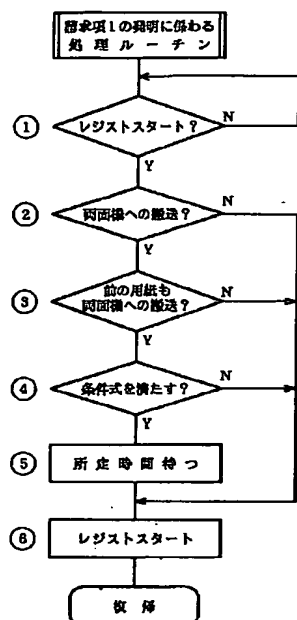 請求項1の発明に係わる
処理ルーチン
① レジストスタート? N
Y
② 両面機への搬送? N
Y
③ 前の用紙も
両面機への搬送? N
Y
④ 条件式を満たす? N
Y
⑤ 所定時間待つ
⑥ レジストスタート
復帰